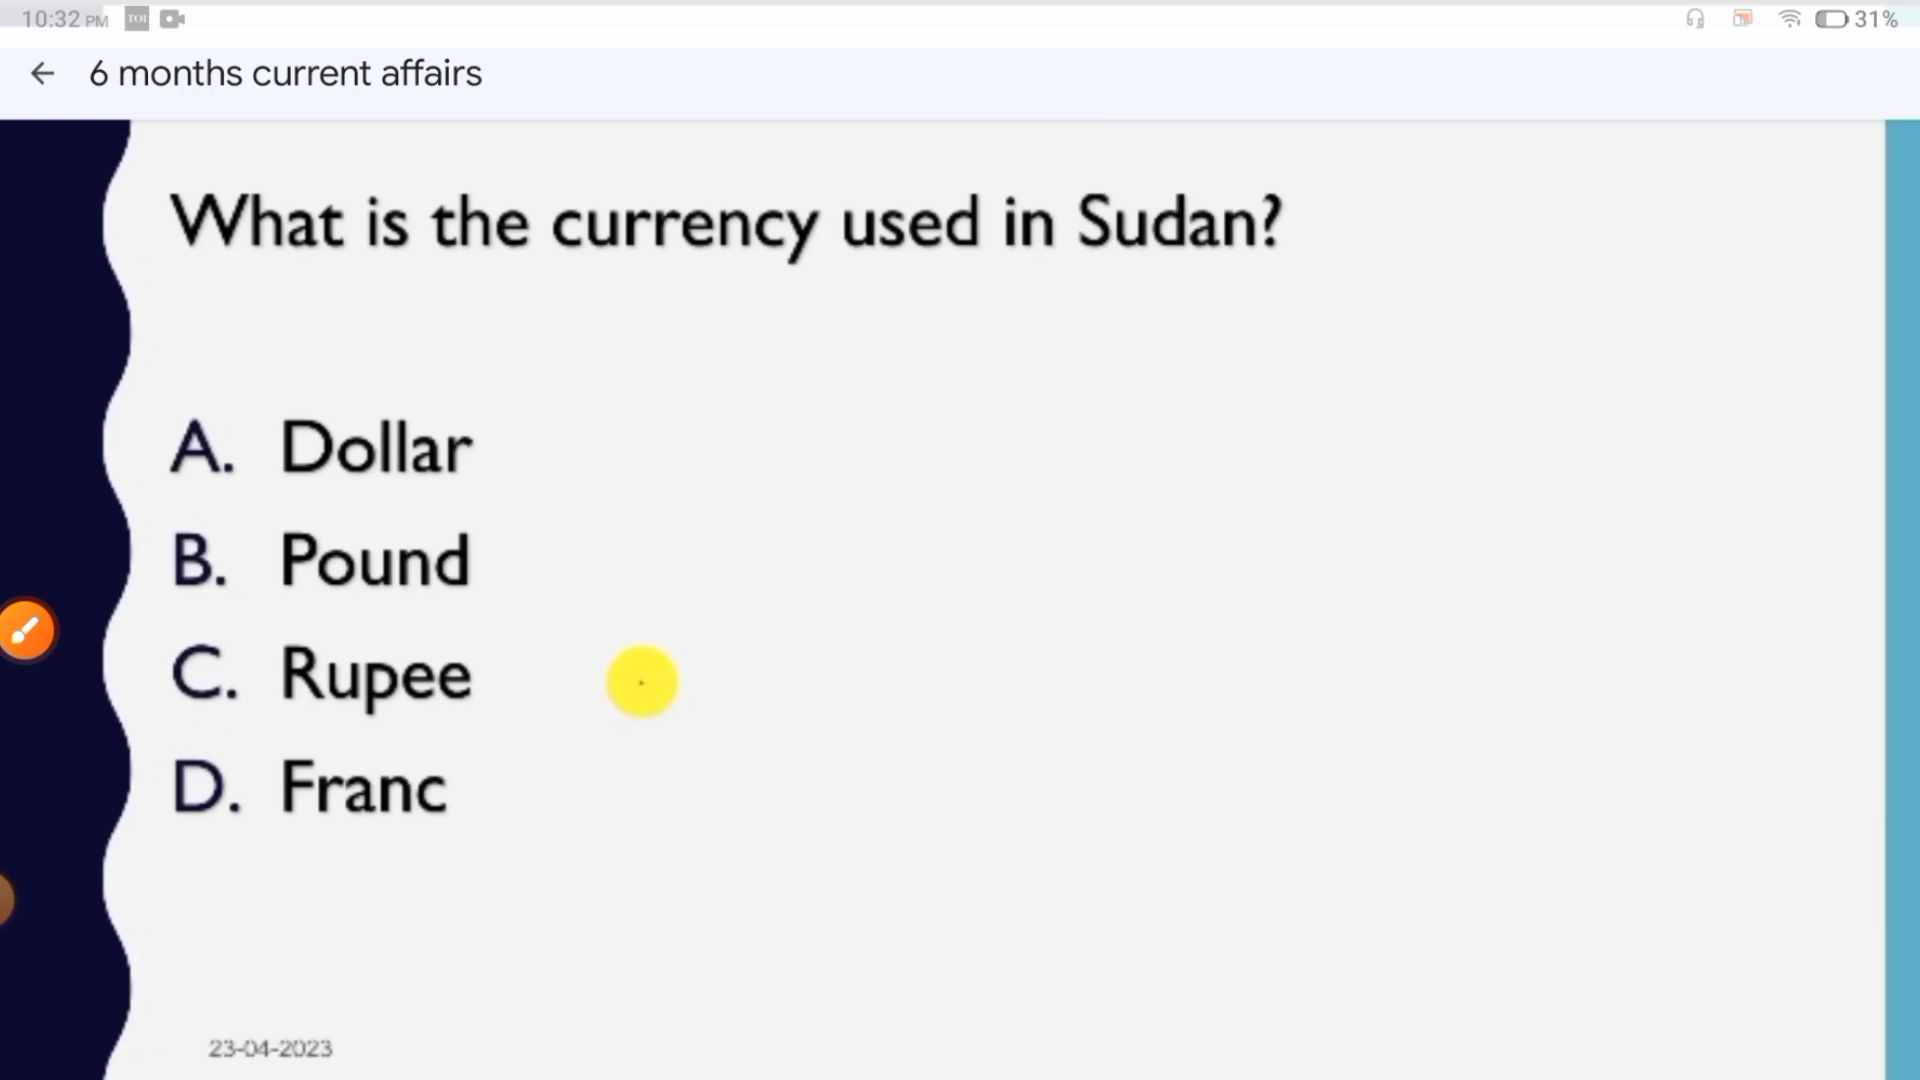 10:32 PM TOI 31%
6 months current affairs
What is the currency used in Sudan?
A. Dollar
B. Pound
C. Rupee
D. Franc
23-04-2023